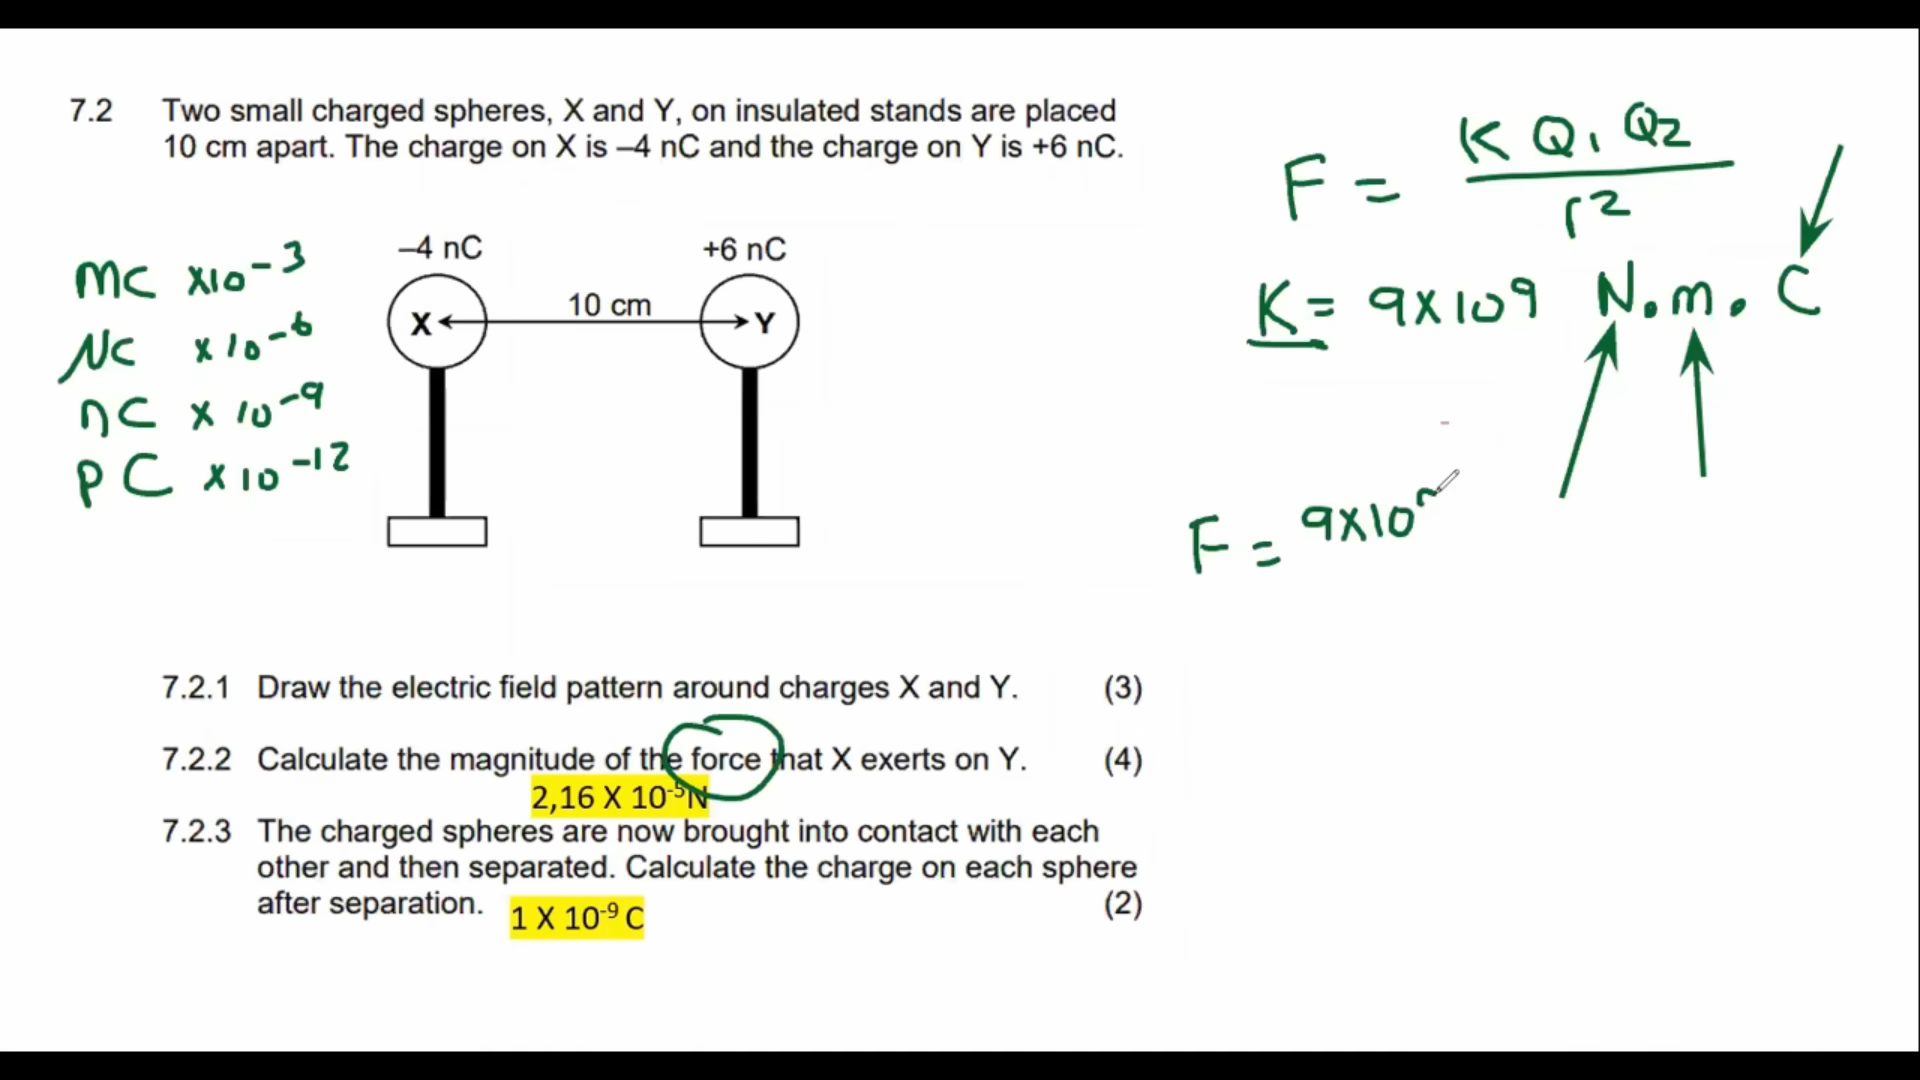 7.2 Two small charged spheres, X and Y, on insulated stands are placed
10 cm apart. The charge on X is –4 nC and the charge on Y is +6 nC.
–4 nC
+6 nC
X
10 cm
Y
mC x10⁻³
μC x10⁻⁶
nC x 10⁻⁹
pC x10⁻¹²
F = K Q₁ Q₂
r²
K = 9x10⁹ N.m.C
F = 9x10
7.2.1 Draw the electric field pattern around charges X and Y. (3)
7.2.2 Calculate the magnitude of the force that X exerts on Y. (4)
2,16 X 10⁻⁵N
7.2.3 The charged spheres are now brought into contact with each
other and then separated. Calculate the charge on each sphere
after separation. (2)
1 X 10⁻⁹ C